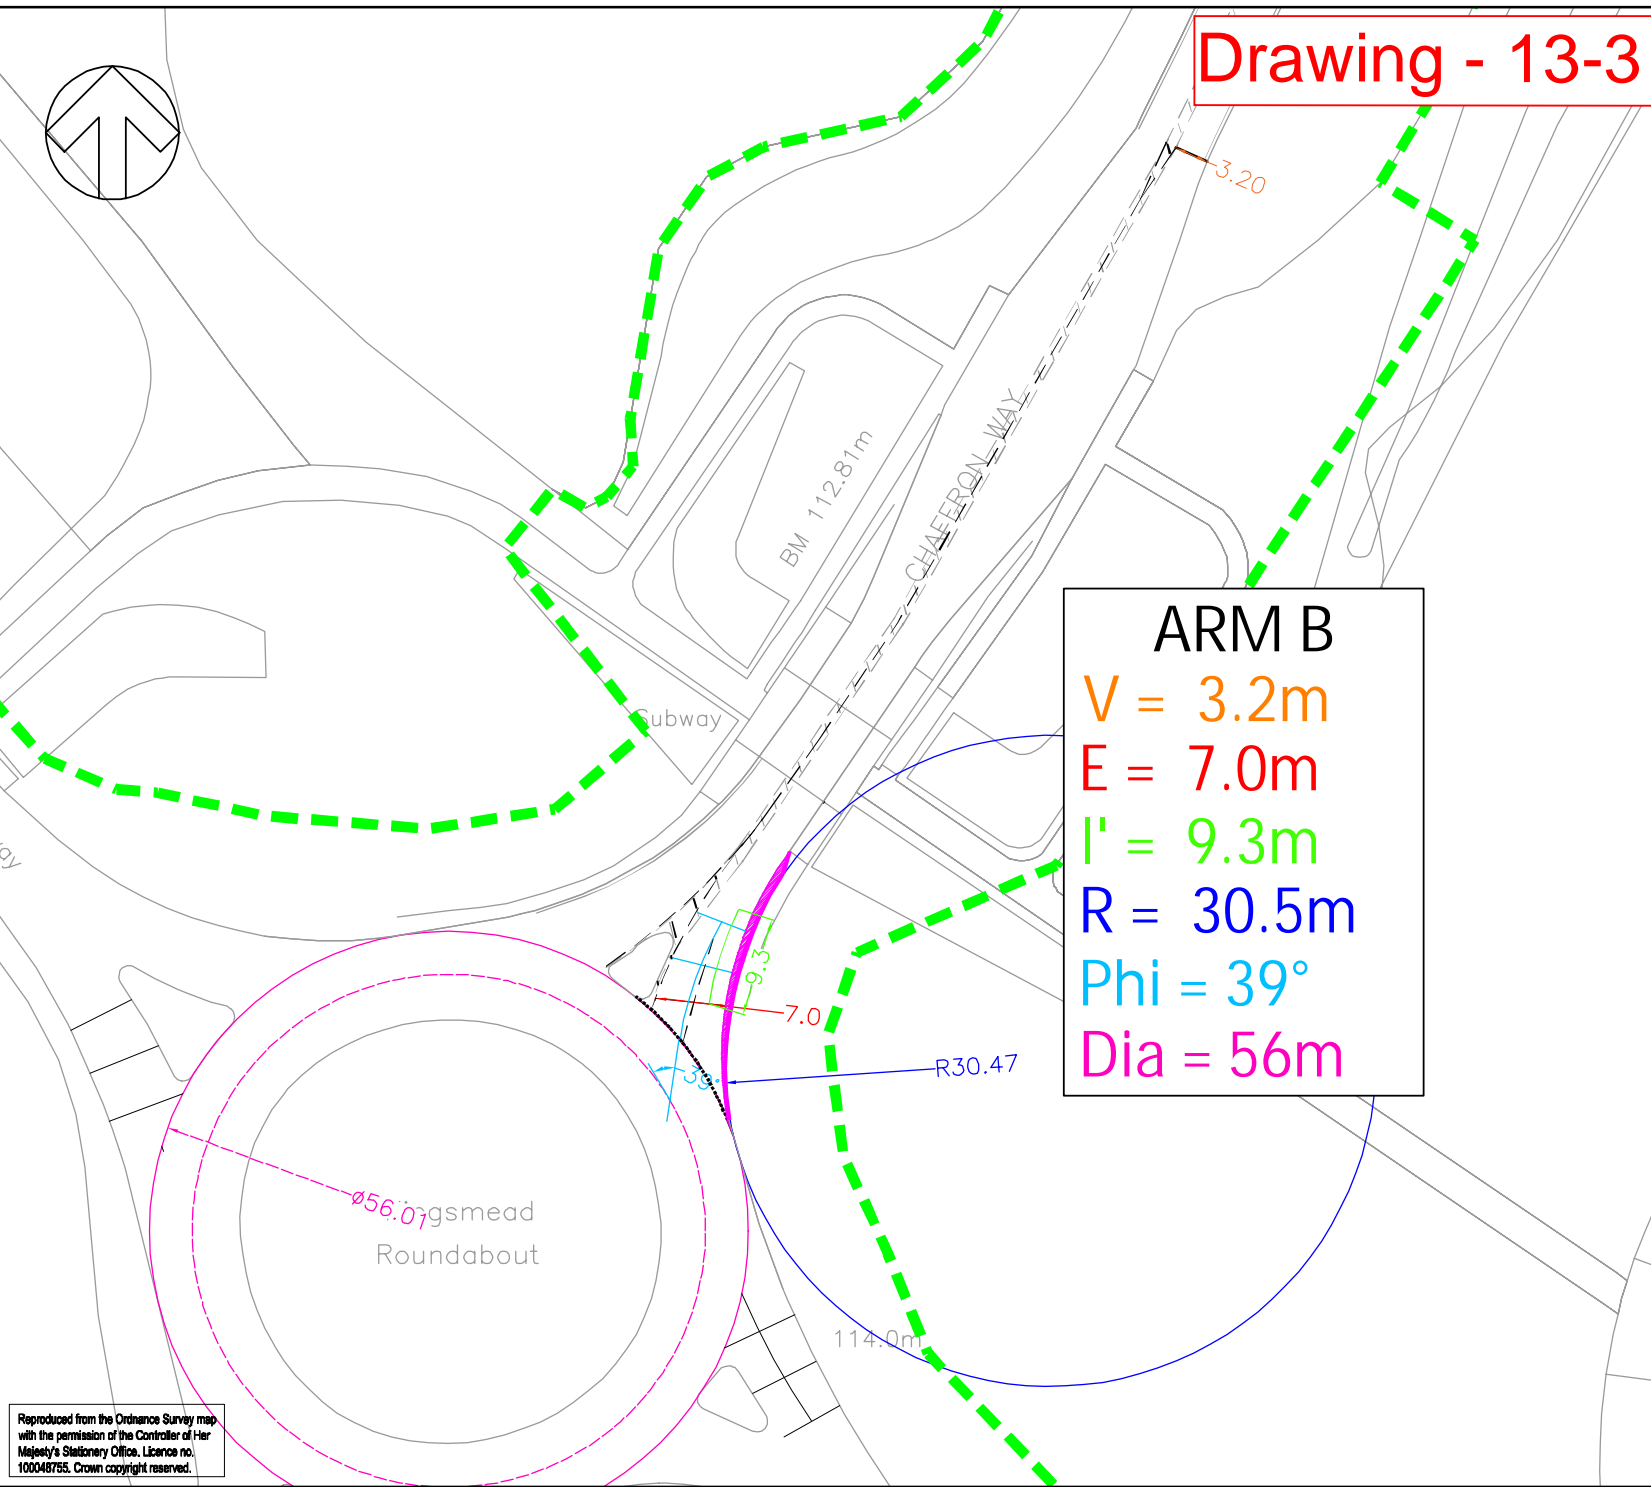 Drawing - 13-3
3.20
CHAFFRON WAY
BM 112.81m
Subway
ARM B
V = 3.2m
E = 7.0m
l' = 9.3m
R = 30.5m
Phi = 39°
Dia = 56m
9.3
7.0
R30.47
39°
ø56.01
Roundabout
114.0m
Reproduced from the Ordnance Survey map
with the permission of the Controller of Her
Majesty's Stationery Office. Licence no.
100048755. Crown copyright reserved.